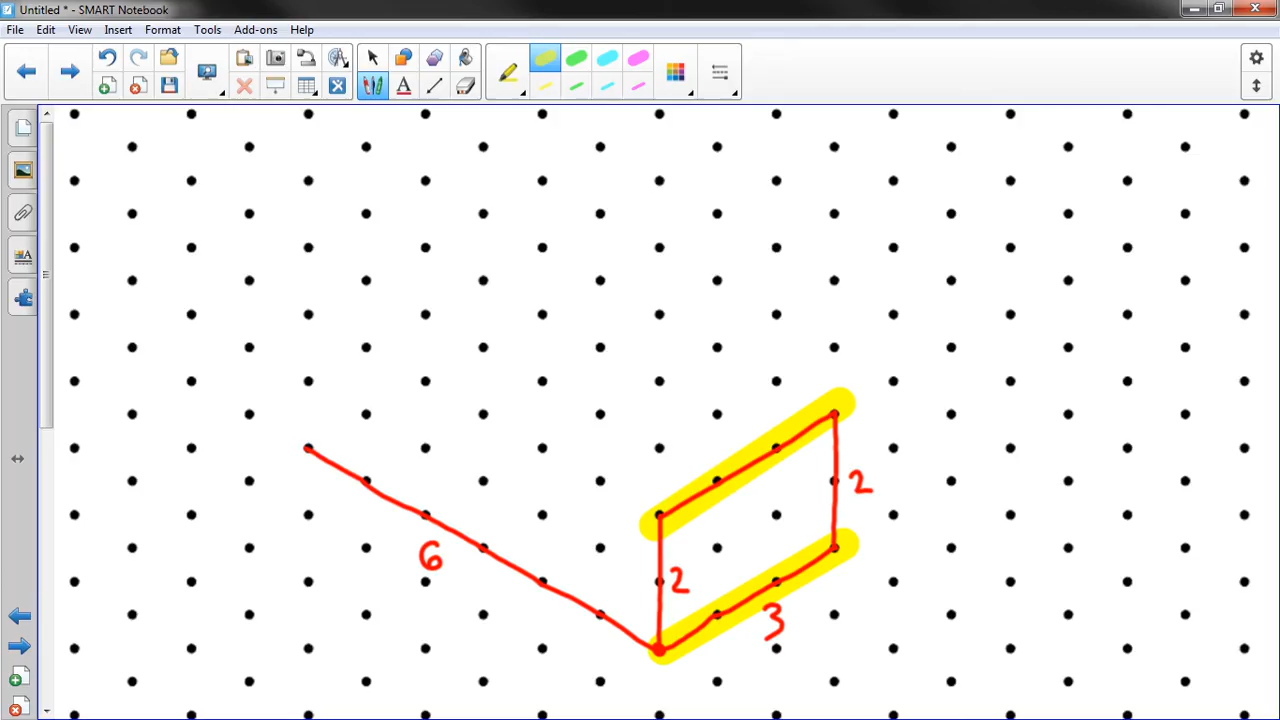 Untitled * - SMART Notebook
File Edit View Insert Format Tools Add-ons Help
A
2
6
2
3